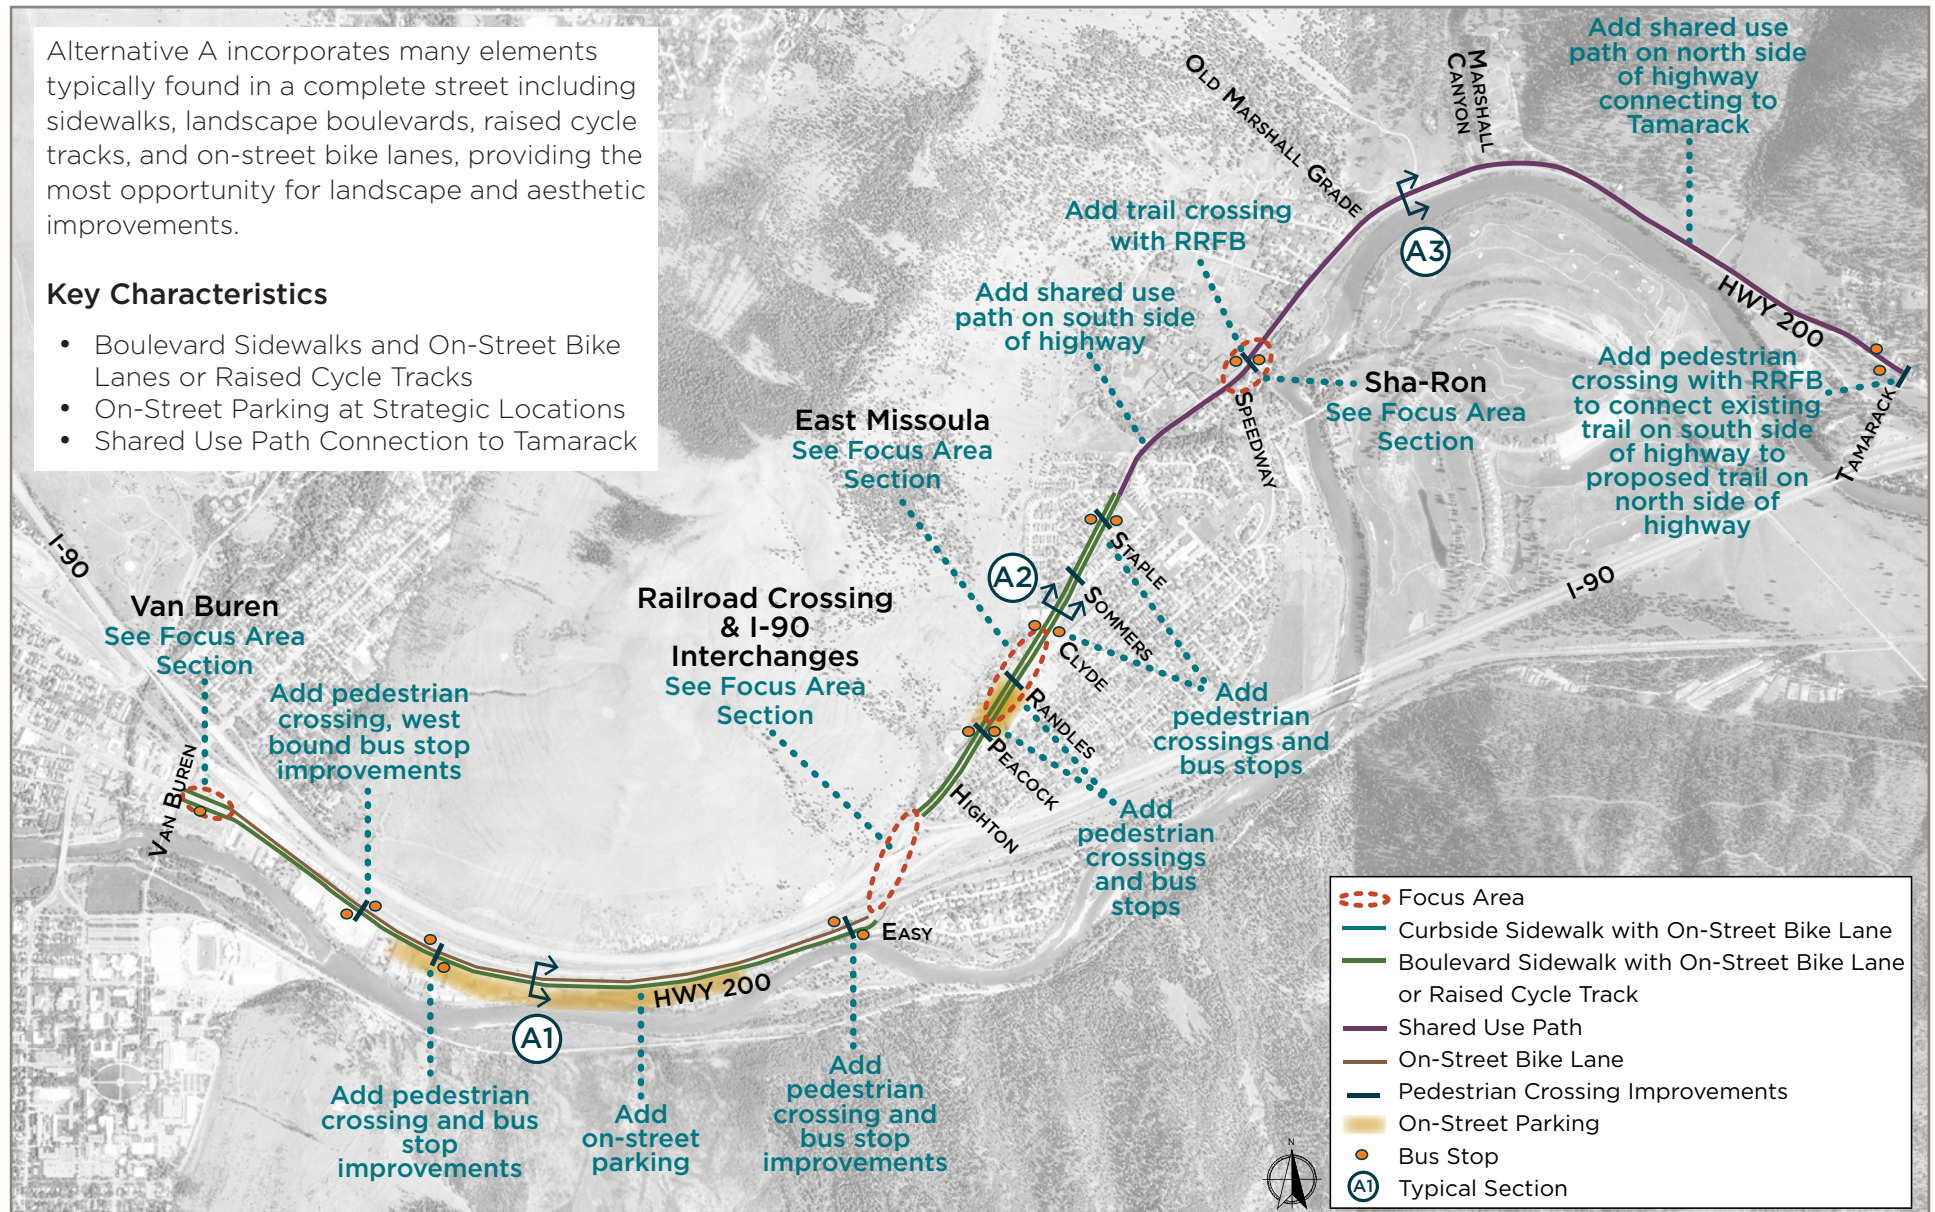 Alternative A incorporates many elements
typically found in a complete street including
sidewalks, landscape boulevards, raised cycle
tracks, and on-street bike lanes, providing the
most opportunity for landscape and aesthetic
improvements.
Key Characteristics
• Boulevard Sidewalks and On-Street Bike
Lanes or Raised Cycle Tracks
• On-Street Parking at Strategic Locations
• Shared Use Path Connection to Tamarack
Add shared use
path on north side
of highway
connecting to
Tamarack
MARSHALL
CANYON
OLD MARSHALL GRADE
A3
Add trail crossing
with RRFB
Add shared use
path on south side
of highway
HWY 200
Add pedestrian
crossing with RRFB
to connect existing
trail on south side
of highway to
proposed trail on
north side of
highway
TAMARACK
Sha-Ron
See Focus Area
Section
SPEEDWAY
East Missoula
See Focus Area
Section
I-90
I-90
A2
STAPLE
SOMMERS
CLYDE
RANDLES
PEACOCK
HIGHTON
Railroad Crossing
& I-90
Interchanges
See Focus Area
Section
Van Buren
See Focus Area
Section
Add pedestrian
crossing, west
bound bus stop
improvements
VAN BUREN
Add
pedestrian
crossings and
bus stops
Add
pedestrian
crossings
and bus
stops
EASY
HWY 200
A1
Add pedestrian
crossing and bus
stop
improvements
Add
on-street
parking
Add
pedestrian
crossing and
bus stop
improvements
N
Focus Area
Curbside Sidewalk with On-Street Bike Lane
Boulevard Sidewalk with On-Street Bike Lane
or Raised Cycle Track
Shared Use Path
On-Street Bike Lane
Pedestrian Crossing Improvements
On-Street Parking
Bus Stop
A1 Typical Section